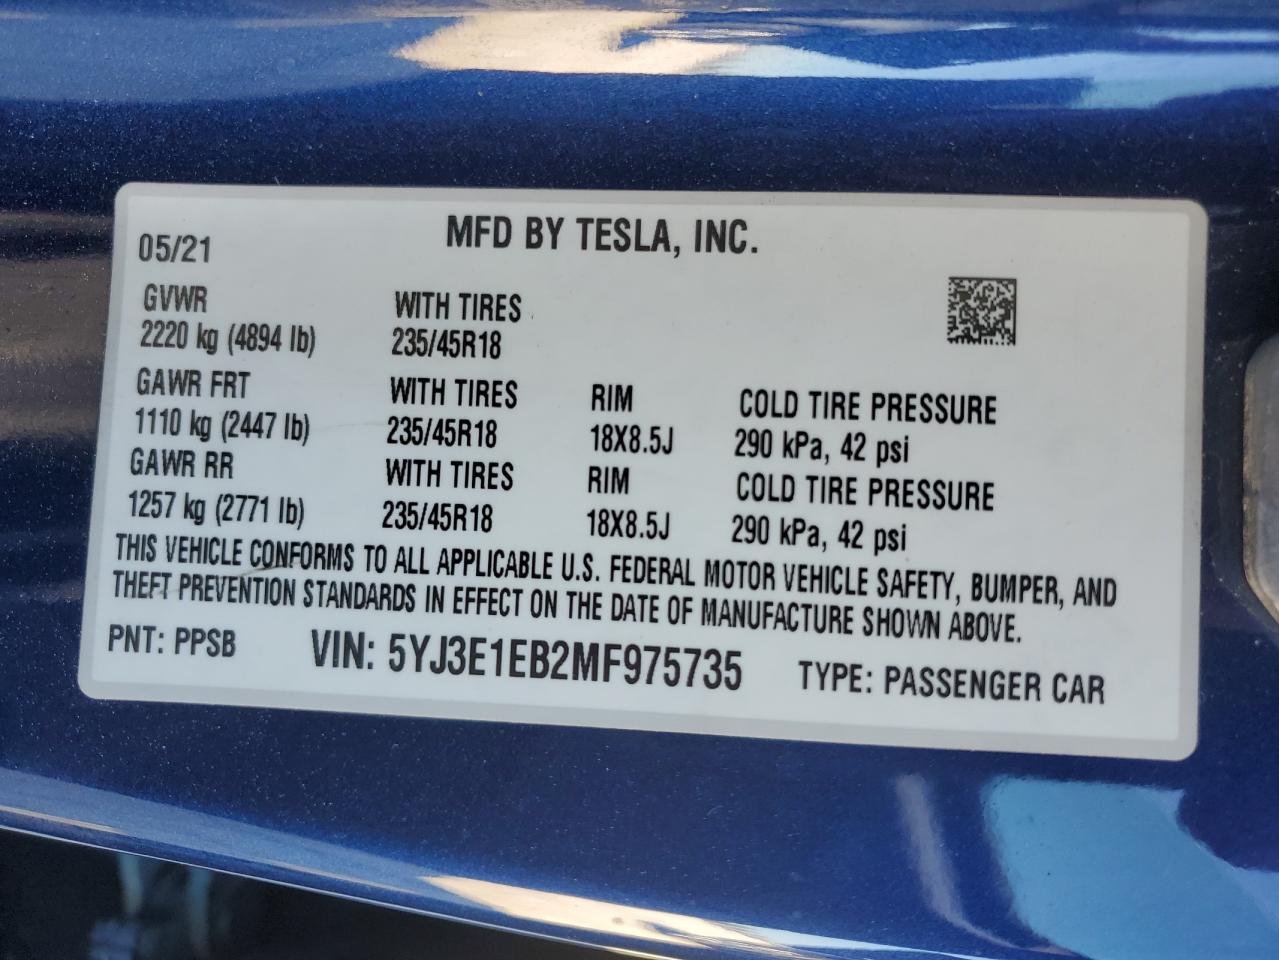 MFD BY TESLA, INC.
05/21
GVWR WITH TIRES
2220 kg (4894 lb) 235/45R18
GAWR FRT WITH TIRES RIM COLD TIRE PRESSURE
1110 kg (2447 lb) 235/45R18 18X8.5J 290 kPa, 42 psi
GAWR RR WITH TIRES RIM COLD TIRE PRESSURE
1257 kg (2771 lb) 235/45R18 18X8.5J 290 kPa, 42 psi
THIS VEHICLE CONFORMS TO ALL APPLICABLE U.S. FEDERAL MOTOR VEHICLE SAFETY, BUMPER, AND
THEFT PREVENTION STANDARDS IN EFFECT ON THE DATE OF MANUFACTURE SHOWN ABOVE.
PNT: PPSB VIN: 5YJ3E1EB2MF975735 TYPE: PASSENGER CAR